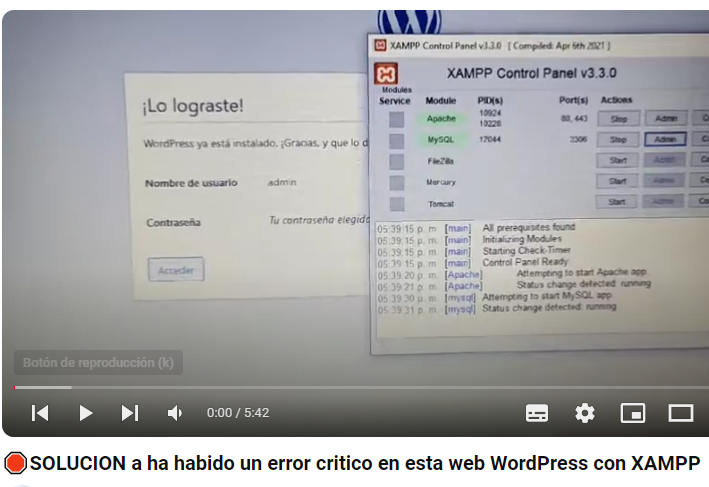 XAMPP Control Panel v3.3.0 [ Compiled: Apr 6th 2021 ]
XAMPP Control Panel v3.3.0
Modules
Service Module PID(s) Port(s) Actions
Apache 10924 13228 80, 443 Stop Admin Co
MySQL 17044 3306 Stop Admin Co
FileZilla Start Admin Co
Mercury Start Admin Co
Tomcat Start Admin Co
05:39:15 p. m. [main] All prerequisites found
05:39:15 p. m. [main] Initializing Modules
05:39:15 p. m. [main] Starting Check-Timer
05:39:15 p. m. [main] Control Panel Ready
05:39:20 p. m. [Apache] Attempting to start Apache app
05:39:21 p. m. [Apache] Status change detected: running
05:39:30 p. m. [mysql] Attempting to start MySQL app
05:39:31 p. m. [mysql] Status change detected: running
¡Lo lograste!
WordPress ya está instalado. ¡Gracias, y que lo d
Nombre de usuario admin
Contraseña Tu contraseña elegida
Acceder
Botón de reproducción (k)
0:00 / 5:42
SOLUCION a ha habido un error critico en esta web WordPress con XAMPP